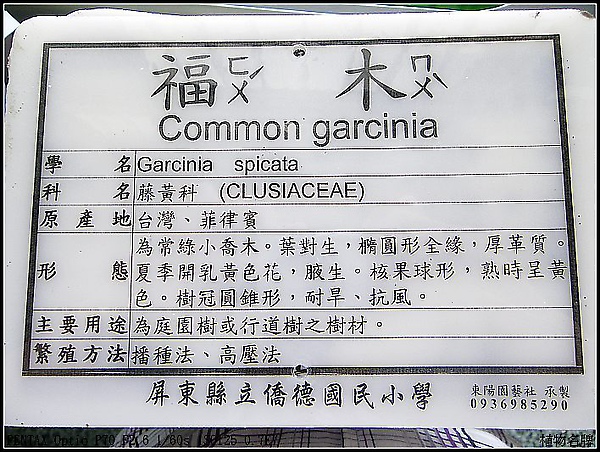 福ㄈㄨˊ 木ㄇㄨˋ
Common garcinia
學名 Garcinia spicata
科名 藤黃科 (CLUSIACEAE)
原產地 台灣、菲律賓
形態 為常綠小喬木。葉對生，橢圓形全緣，厚革質。
夏季開乳黃色花，腋生。核果球形，熟時呈黃
色。樹冠圓錐形，耐旱、抗風。
主要用途 為庭園樹或行道樹之樹材。
繁殖方法 播種法、高壓法
屏東縣立僑德國民小學
東陽園藝社 承製
0936985290
植物名牌